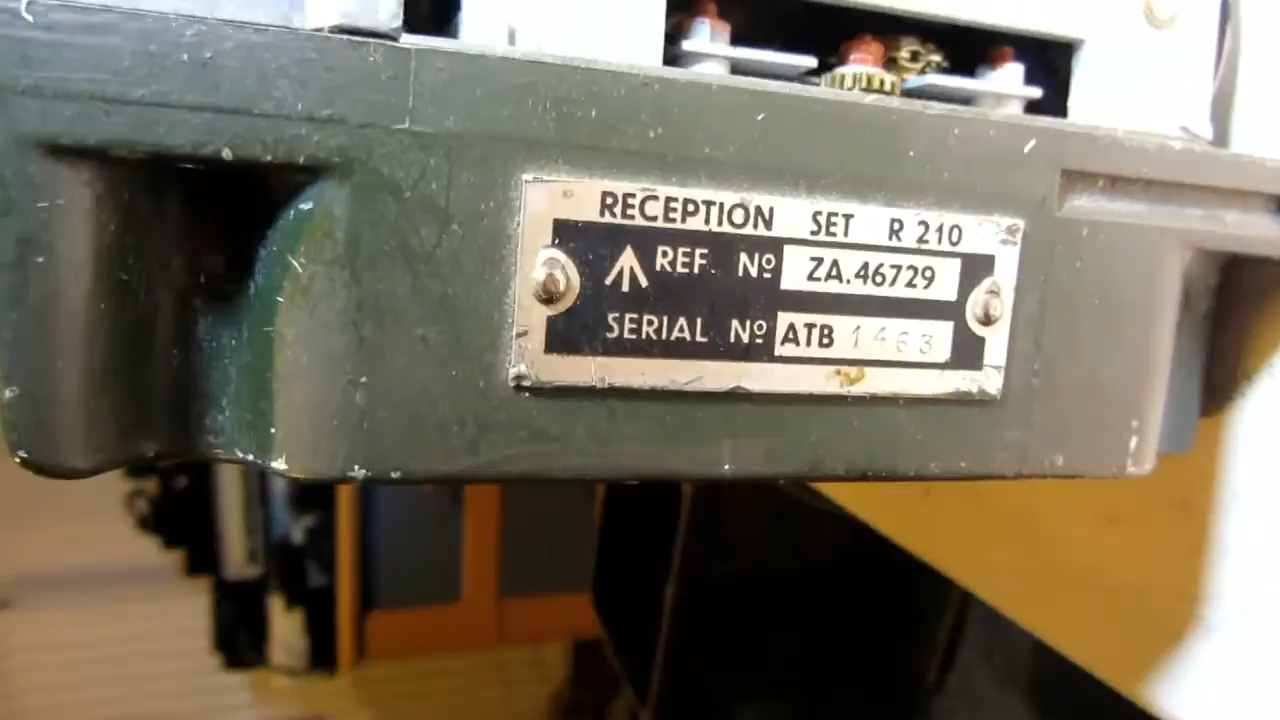 RECEPTION SET R 210
REF. Nº ZA.46729
SERIAL Nº ATB 1463